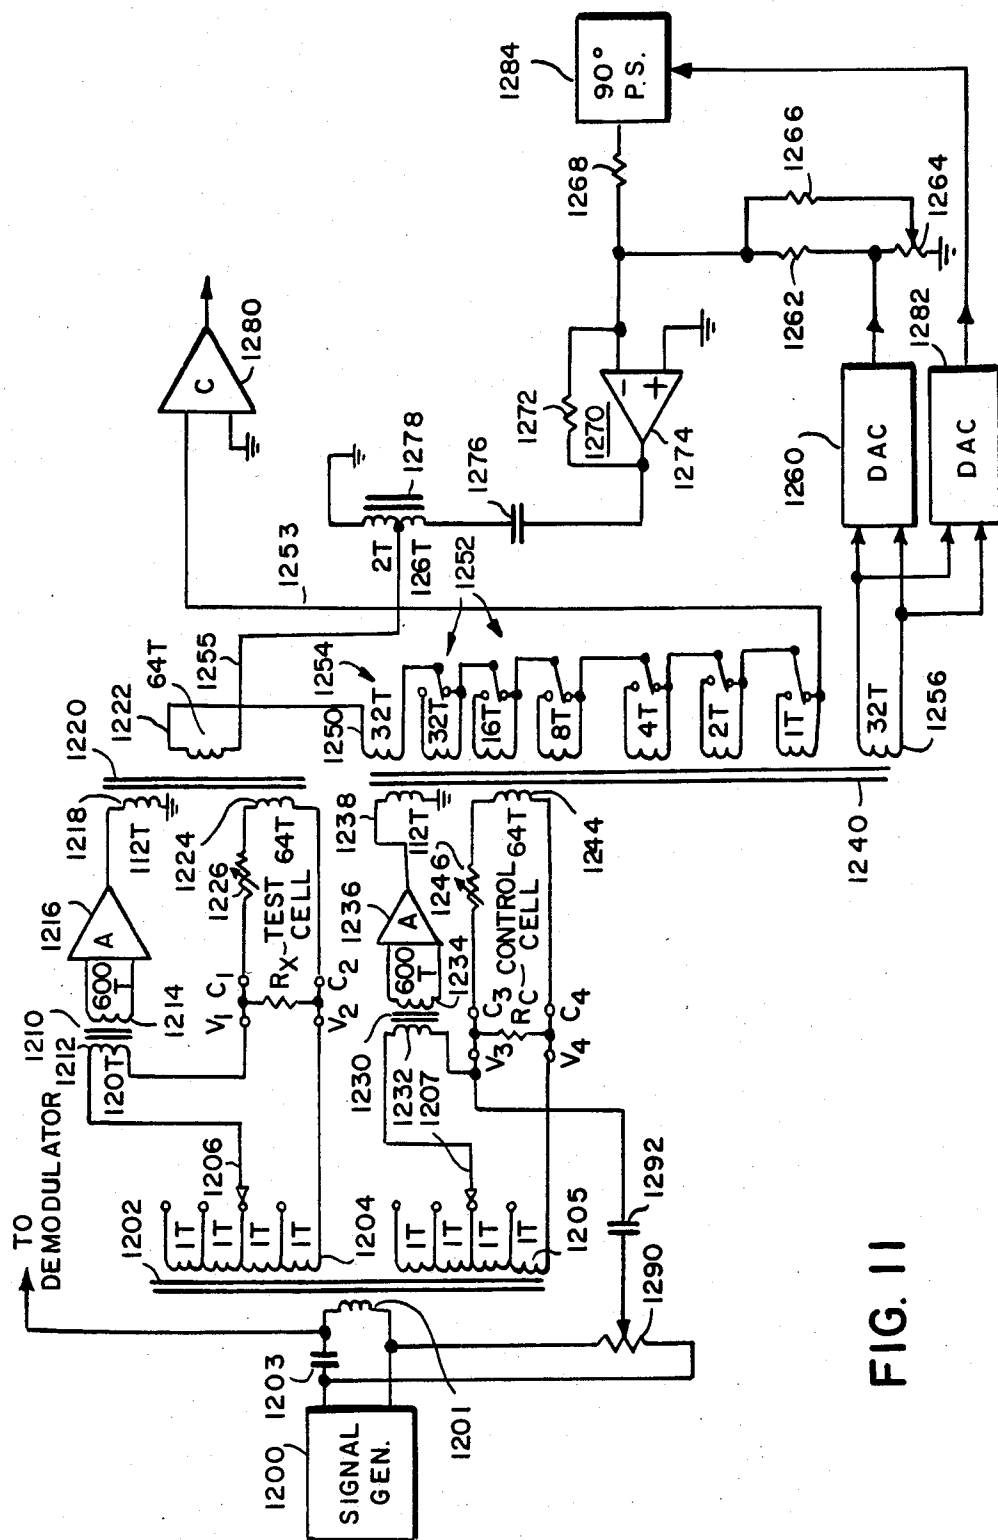 TO
DEMODULATOR
1200
SIGNAL
GEN.
1203
1201
1202
1T
1T
1T
1T
1204
1206
1T
1T
1T
1T
1205
1207
1290
1292
1210
1212
120T
1214
600
T
1216
A
1218
112T
1220
1222
64T
1255
1224
64T
1226
V1
C1
RX
TEST
CELL
V2
C2
1230
1232
1234
600
T
1236
A
1238
112T
1240
1244
64T
1246
V3
C3
CONTROL
CELL
RC
V4
C4
1250
1254
32T
1252
32T
16T
8T
4T
2T
1T
32T
1256
1253
2T
126T
1278
1276
C
1280
1272
1270
-
+
1274
1268
90°
P.S.
1284
1266
1264
1262
1260
DAC
1282
DAC
FIG. 11